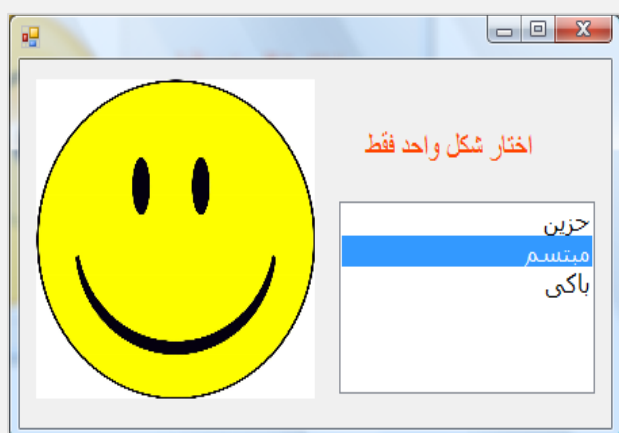 اختار شكل واحد فقط
حزين
مبتسم
باكى